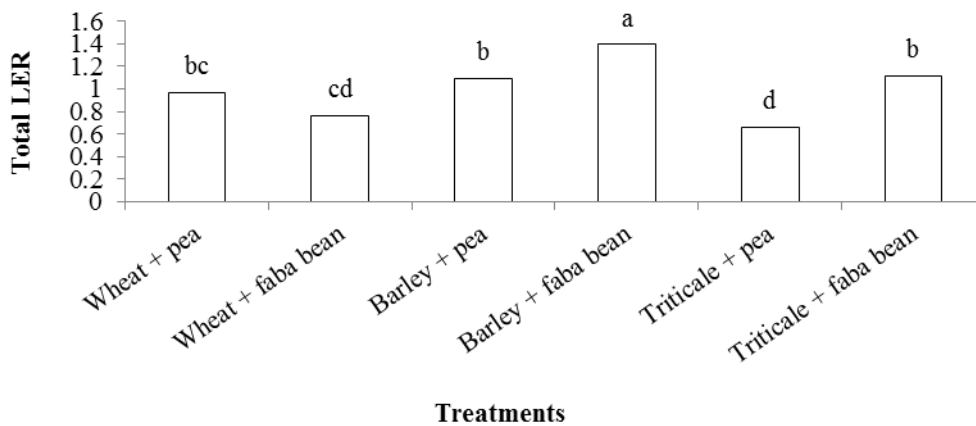 Total LER
1.6
1.4
1.2
1
0.8
0.6
0.4
0.2
0
bc
cd
b
a
d
b
Wheat + pea
Wheat + faba bean
Barley + pea
Barley + faba bean
Triticale + pea
Triticale + faba bean
Treatments